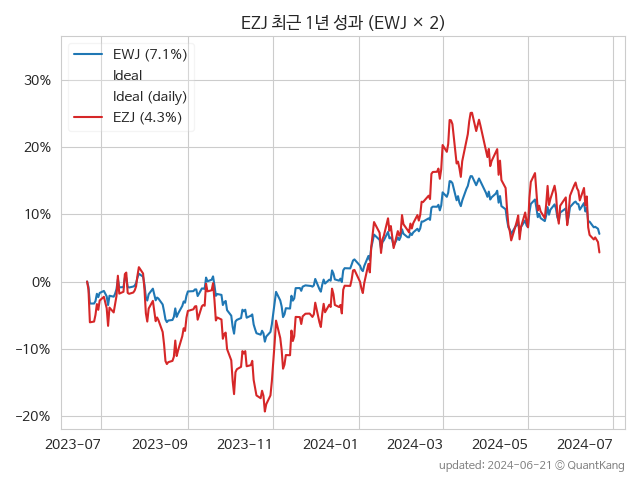 EZJ 최근 1년 성과 (EWJ × 2)
EWJ (7.1%)
Ideal
Ideal (daily)
EZJ (4.3%)
30%
20%
10%
0%
−10%
−20%
2023-07
2023-09
2023-11
2024-01
2024-03
2024-05
2024-07
updated: 2024-06-21 © QuantKang